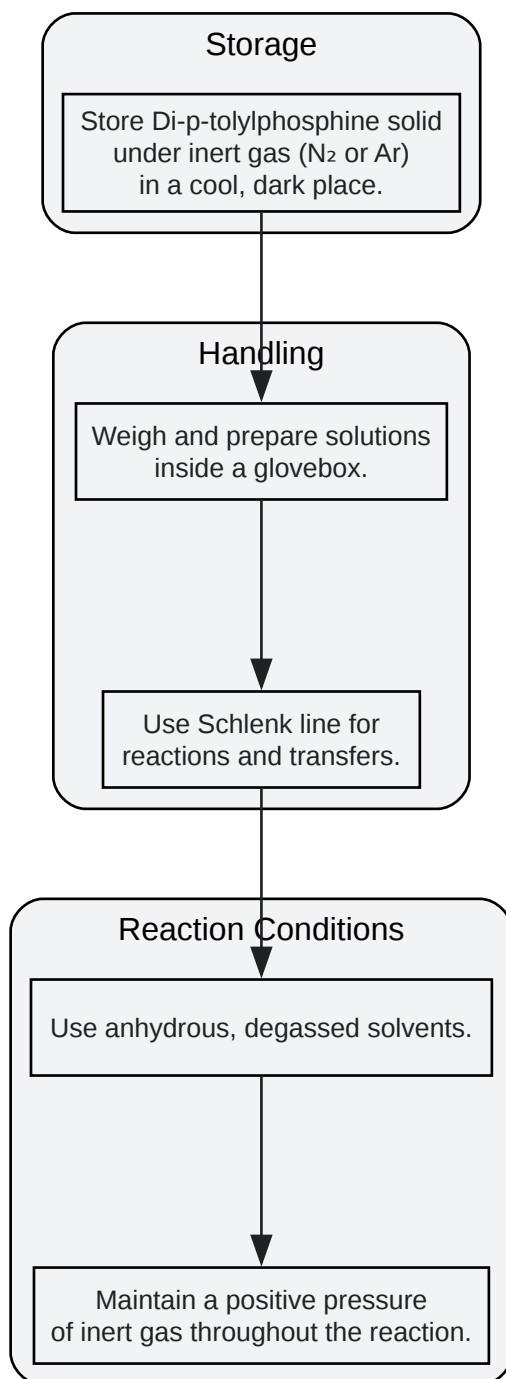 Storage
Store Di-p-tolylphosphine solid
under inert gas (N₂ or Ar)
in a cool, dark place.
Handling
Weigh and prepare solutions
inside a glovebox.
Use Schlenk line for
reactions and transfers.
Reaction Conditions
Use anhydrous, degassed solvents.
Maintain a positive pressure
of inert gas throughout the reaction.